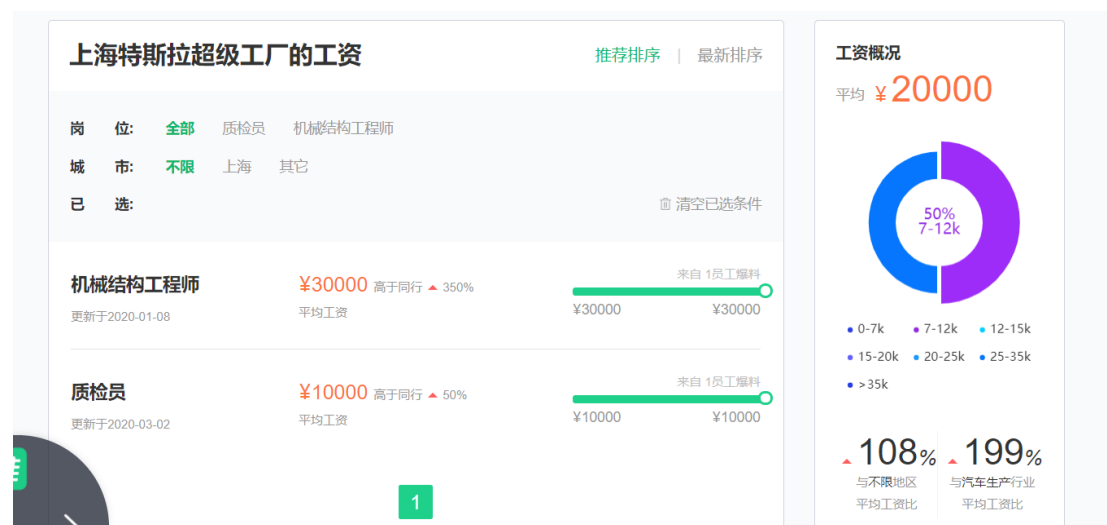 上海特斯拉超级工厂的工资
推荐排序 | 最新排序
岗 位: 全部 质检员 机械结构工程师
城 市: 不限 上海 其它
已 选: 清空已选条件
机械结构工程师
更新于2020-01-08
¥30000 高于同行 350%
平均工资
来自 1员工爆料
¥30000 ¥30000
质检员
更新于2020-03-02
¥10000 高于同行 50%
平均工资
来自 1员工爆料
¥10000 ¥10000
1
工资概况
平均 ¥20000
50%
7-12k
0-7k 7-12k 12-15k
15-20k 20-25k 25-35k
>35k
108% 199%
与不限地区 与汽车生产行业
平均工资比 平均工资比